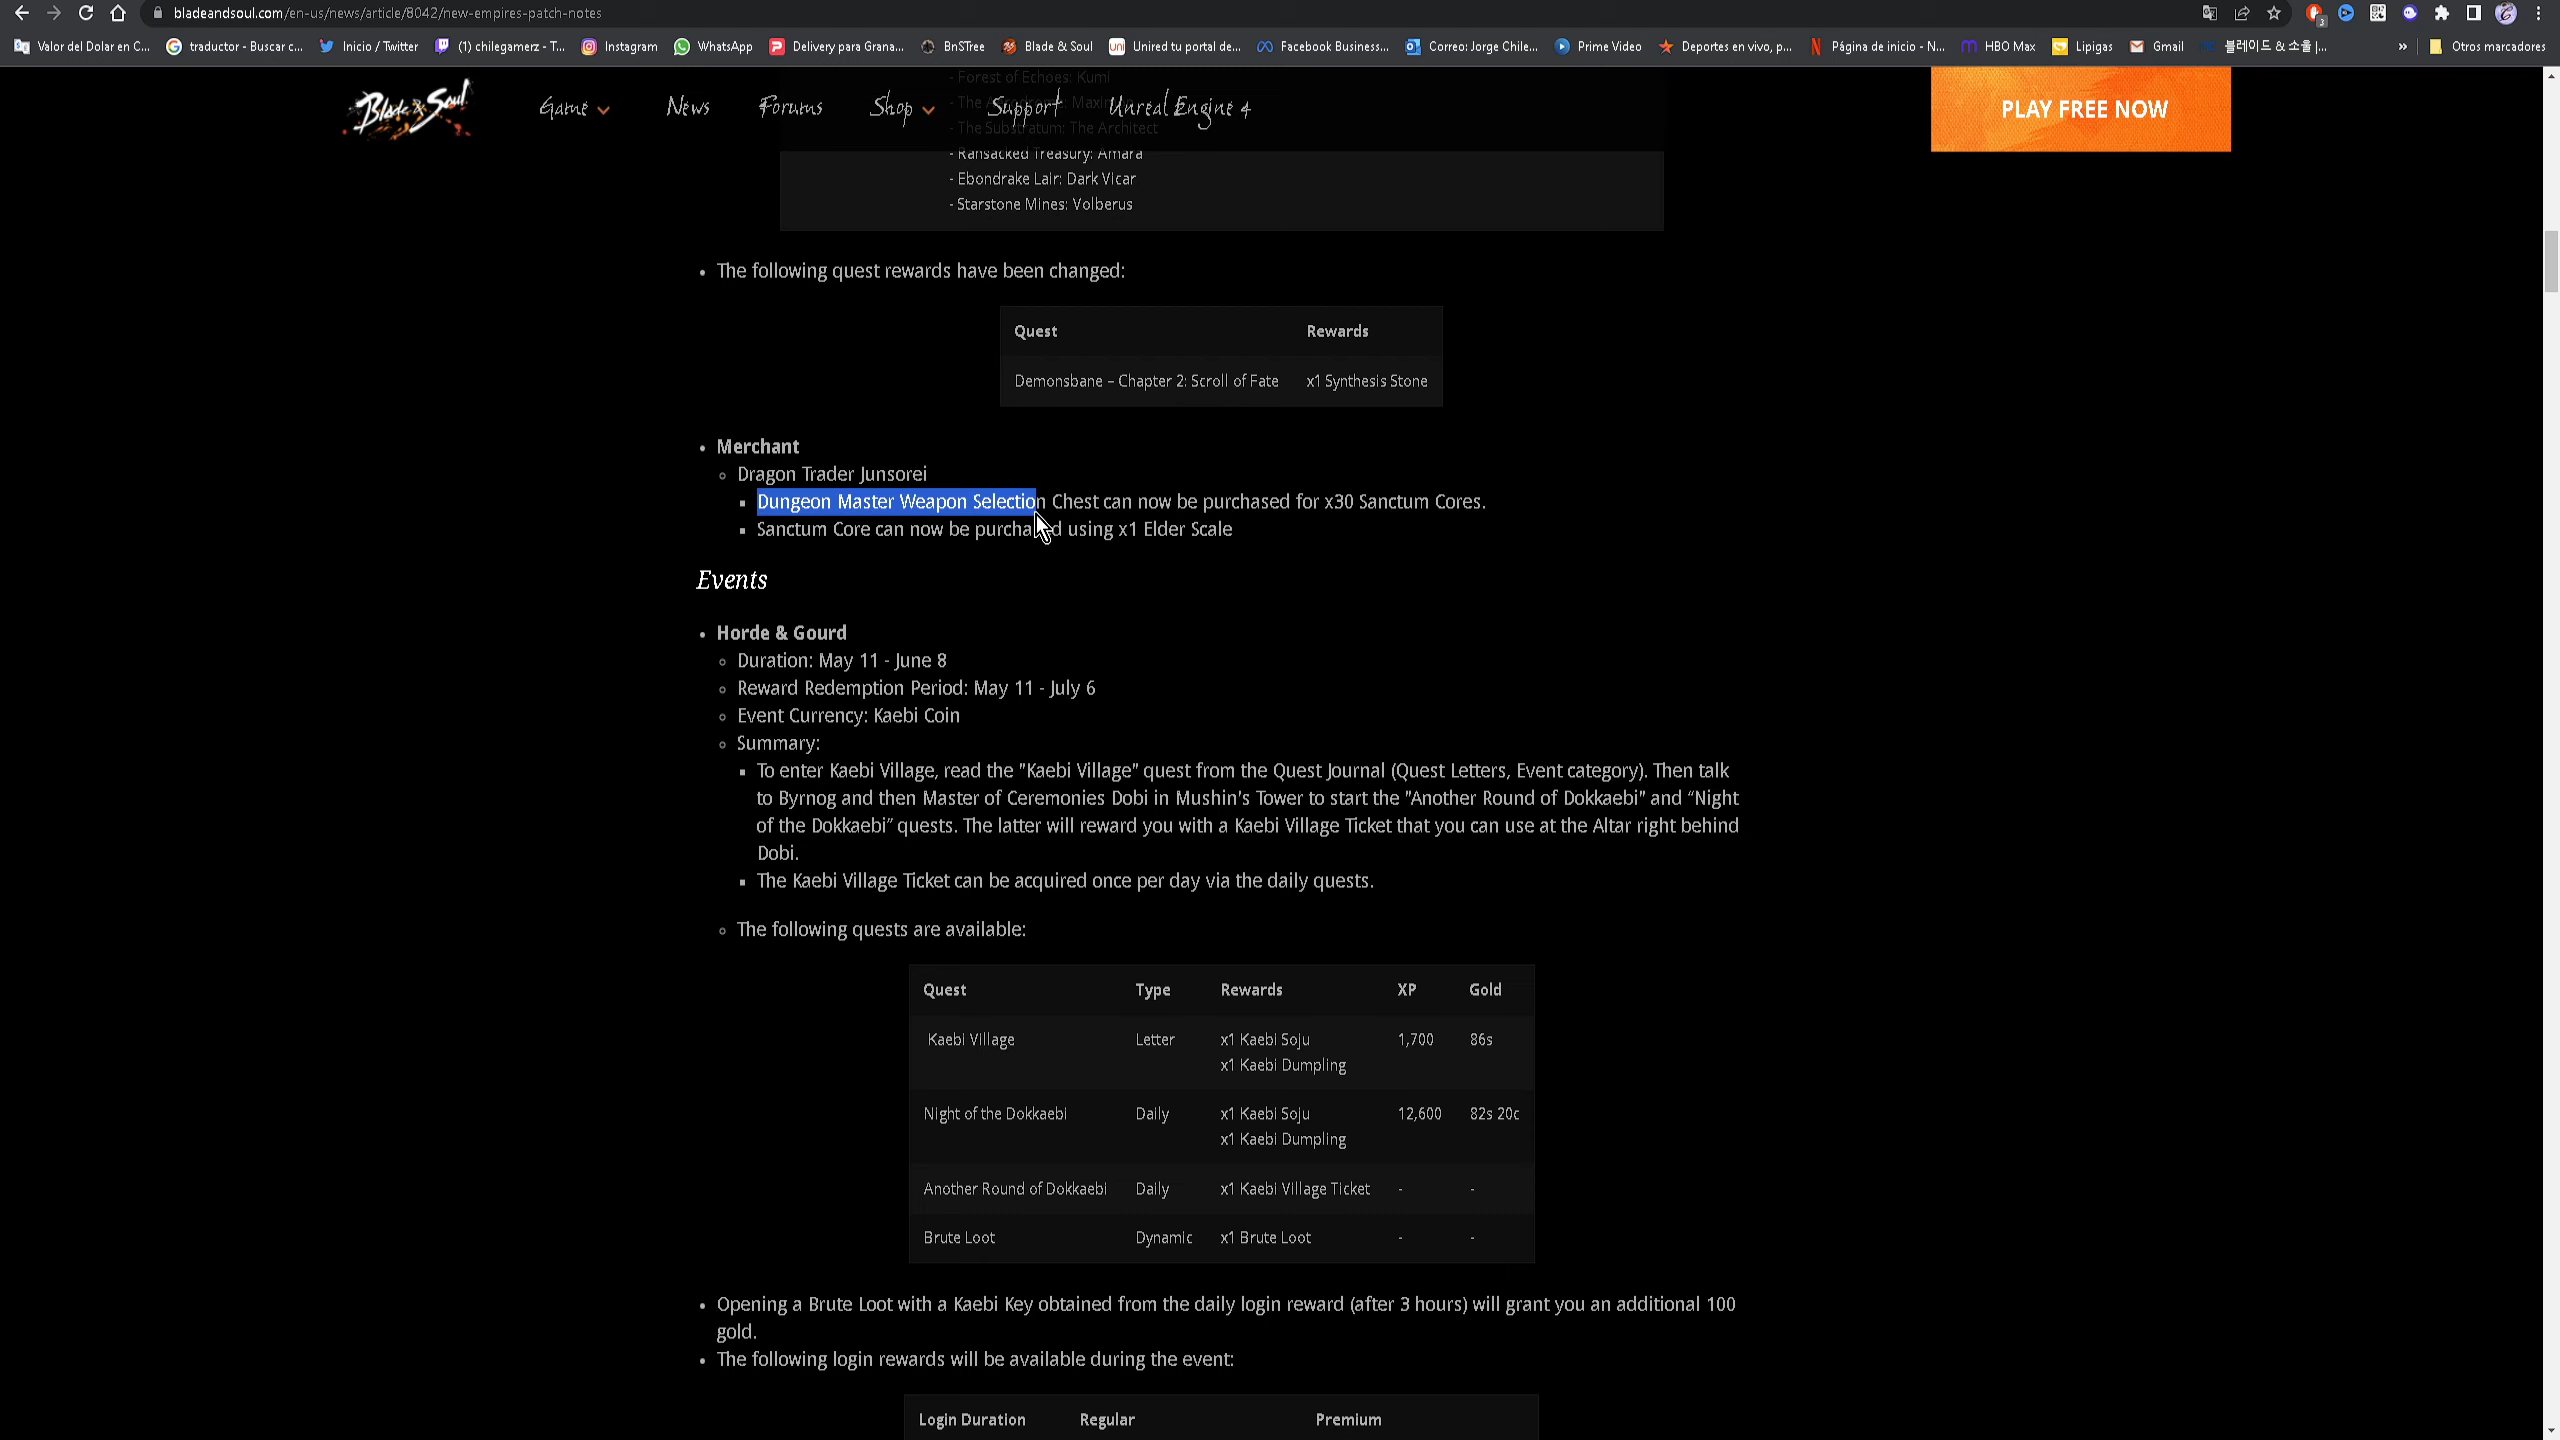 bladeandsoul.com/en-us/news/article/8042/new-empires-patch-notes
3
Valor del Dolar en C... traductor - Buscar c... Inicio / Twitter (1) chilegamerz - T... Instagram WhatsApp Delivery para Grana... BnSTree Blade & Soul Unired tu portal de... Facebook Business... Correo: Jorge Chile... Prime Video Deportes en vivo, p... Página de inicio - N... HBO Max Lipigas Gmail 블레이드 & 소울 |... » Otros marcadores
- Forest of Echoes: Kumi
Blade & Soul Game News Forums Shop Support Unreal Engine 4 PLAY FREE NOW
- The Substratum: The Architect
- Ransacked Treasury: Amara
- Ebondrake Lair: Dark Vicar
- Starstone Mines: Volberus
• The following quest rewards have been changed:
Quest Rewards
Demonsbane – Chapter 2: Scroll of Fate x1 Synthesis Stone
• Merchant
◦ Dragon Trader Junsorei
▪ Dungeon Master Weapon Selection Chest can now be purchased for x30 Sanctum Cores.
▪ Sanctum Core can now be purchased using x1 Elder Scale
Events
• Horde & Gourd
◦ Duration: May 11 - June 8
◦ Reward Redemption Period: May 11 - July 6
◦ Event Currency: Kaebi Coin
◦ Summary:
▪ To enter Kaebi Village, read the "Kaebi Village" quest from the Quest Journal (Quest Letters, Event category). Then talk
to Byrnog and then Master of Ceremonies Dobi in Mushin's Tower to start the "Another Round of Dokkaebi" and “Night
of the Dokkaebi” quests. The latter will reward you with a Kaebi Village Ticket that you can use at the Altar right behind
Dobi.
▪ The Kaebi Village Ticket can be acquired once per day via the daily quests.
◦ The following quests are available:
Quest Type Rewards XP Gold
Kaebi Village Letter x1 Kaebi Soju 1,700 86s
x1 Kaebi Dumpling
Night of the Dokkaebi Daily x1 Kaebi Soju 12,600 82s 20c
x1 Kaebi Dumpling
Another Round of Dokkaebi Daily x1 Kaebi Village Ticket - -
Brute Loot Dynamic x1 Brute Loot - -
• Opening a Brute Loot with a Kaebi Key obtained from the daily login reward (after 3 hours) will grant you an additional 100
gold.
• The following login rewards will be available during the event:
Login Duration Regular Premium